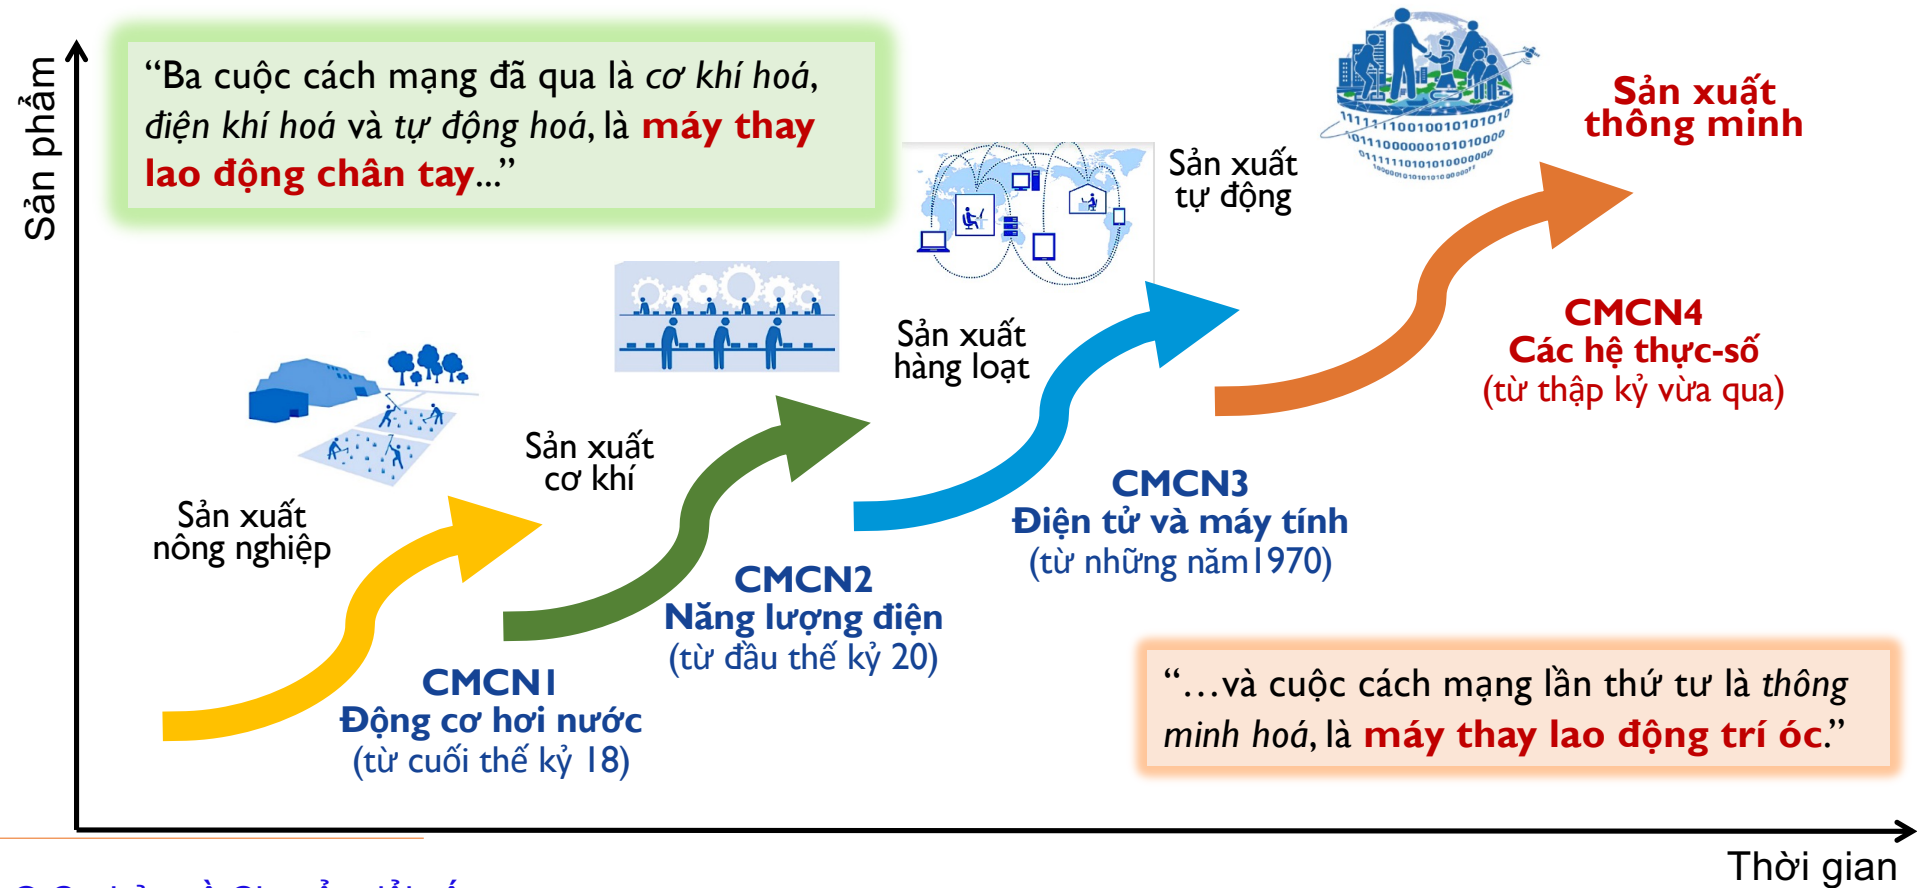 Sản phẩm
“Ba cuộc cách mạng đã qua là cơ khí hoá,
điện khí hoá và tự động hoá, là máy thay
lao động chân tay...”
Sản xuất
thông minh
Sản xuất
tự động
1111111001001010101010
1011100000010101010000
0111111010101000000
CMCN4
Các hệ thực-số
(từ thập kỷ vừa qua)
Sản xuất
hàng loạt
Sản xuất
cơ khí
Sản xuất
nông nghiệp
CMCN3
Điện tử và máy tính
(từ những năm1970)
CMCN2
Năng lượng điện
(từ đầu thế kỷ 20)
CMCN1
Động cơ hơi nước
(từ cuối thế kỷ 18)
“…và cuộc cách mạng lần thứ tư là thông
minh hoá, là máy thay lao động trí óc.”
Thời gian